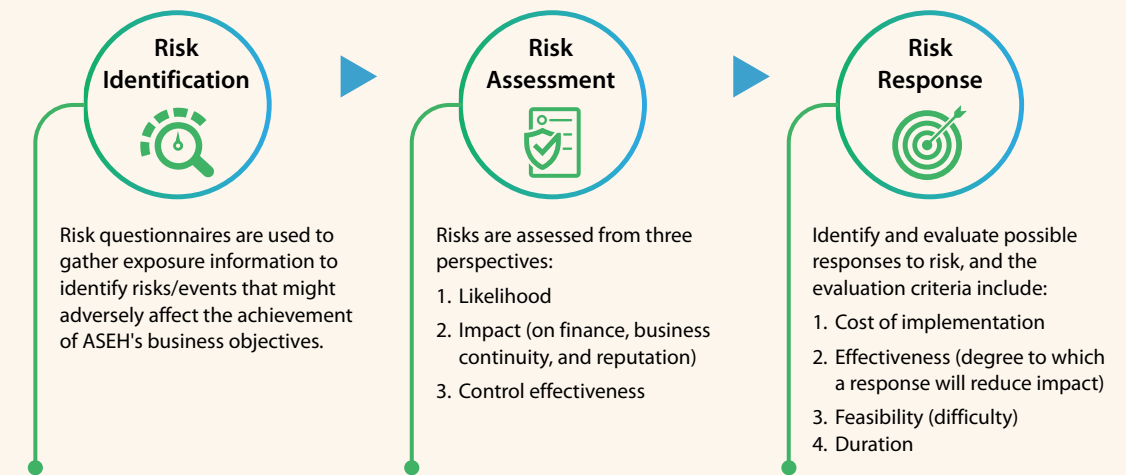 Risk
Identification
Risk questionnaires are used to
gather exposure information to
identify risks/events that might
adversely affect the achievement
of ASEH's business objectives.
Risk
Assessment
Risks are assessed from three
perspectives:
1. Likelihood
2. Impact (on finance, business
continuity, and reputation)
3. Control effectiveness
Risk
Response
Identify and evaluate possible
responses to risk, and the
evaluation criteria include:
1. Cost of implementation
2. Effectiveness (degree to which
a response will reduce impact)
3. Feasibility (difficulty)
4. Duration